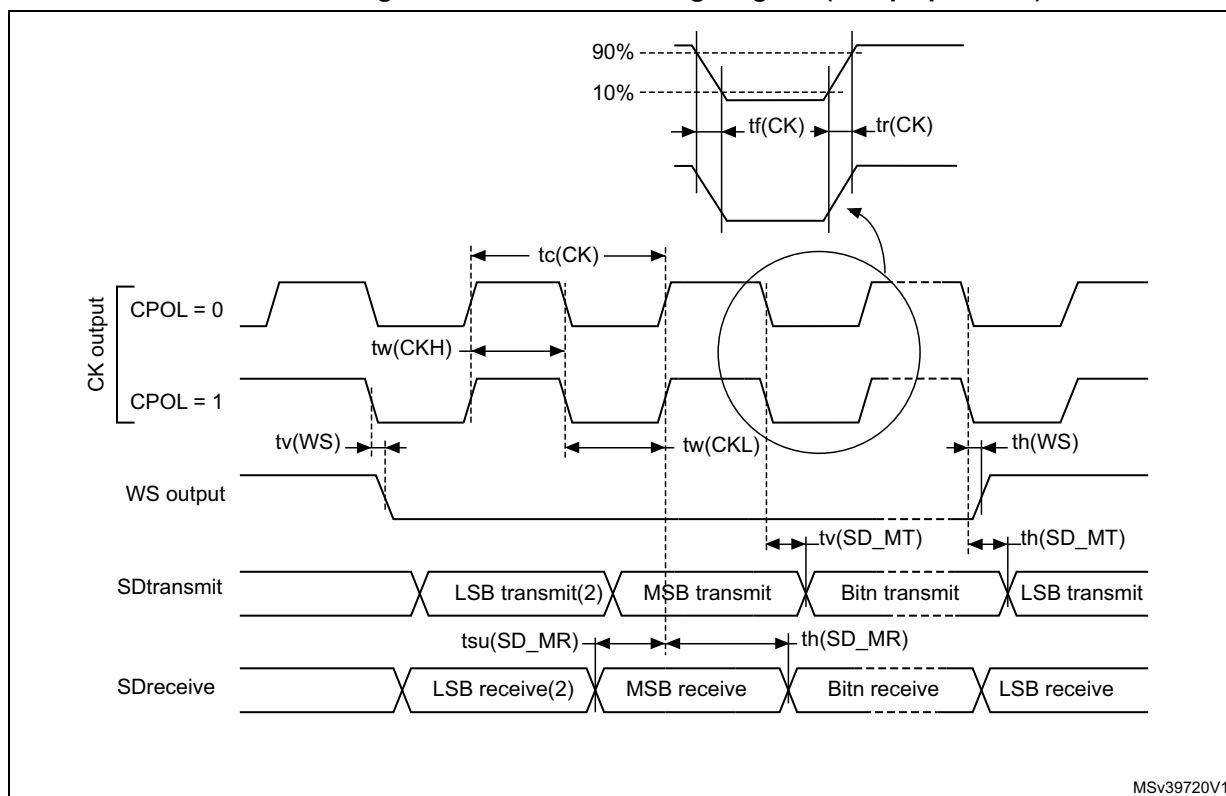 90%
10%
tf(CK)
tr(CK)
tc(CK)
CK output
CPOL = 0
tw(CKH)
CPOL = 1
tv(WS)
tw(CKL)
th(WS)
WS output
tv(SD_MT)
th(SD_MT)
SDtransmit
LSB transmit(2)
MSB transmit
Bitn transmit
LSB transmit
tsu(SD_MR)
th(SD_MR)
SDreceive
LSB receive(2)
MSB receive
Bitn receive
LSB receive
MSv39720V1